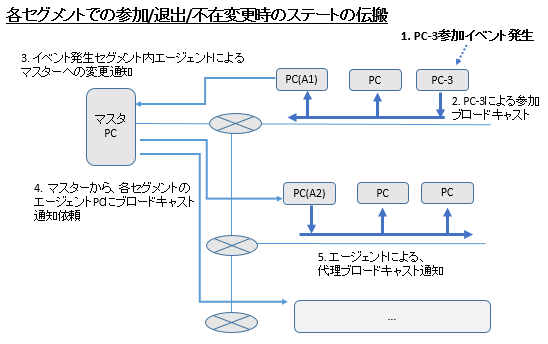 各セグメントでの参加/退出/不在変更時のステートの伝搬
1. PC-3参加イベント発生
3. イベント発生セグメント内エージェントによる
マスターへの変更通知
PC(A1)
PC
PC-3
2. PC-3による参加
ブロードキャスト
マスタ
PC
4. マスターから、各セグメントの
エージェントPCにブロードキャスト
通知依頼
PC(A2)
PC
PC
5.エージェントによる、
代理ブロードキャスト通知
...